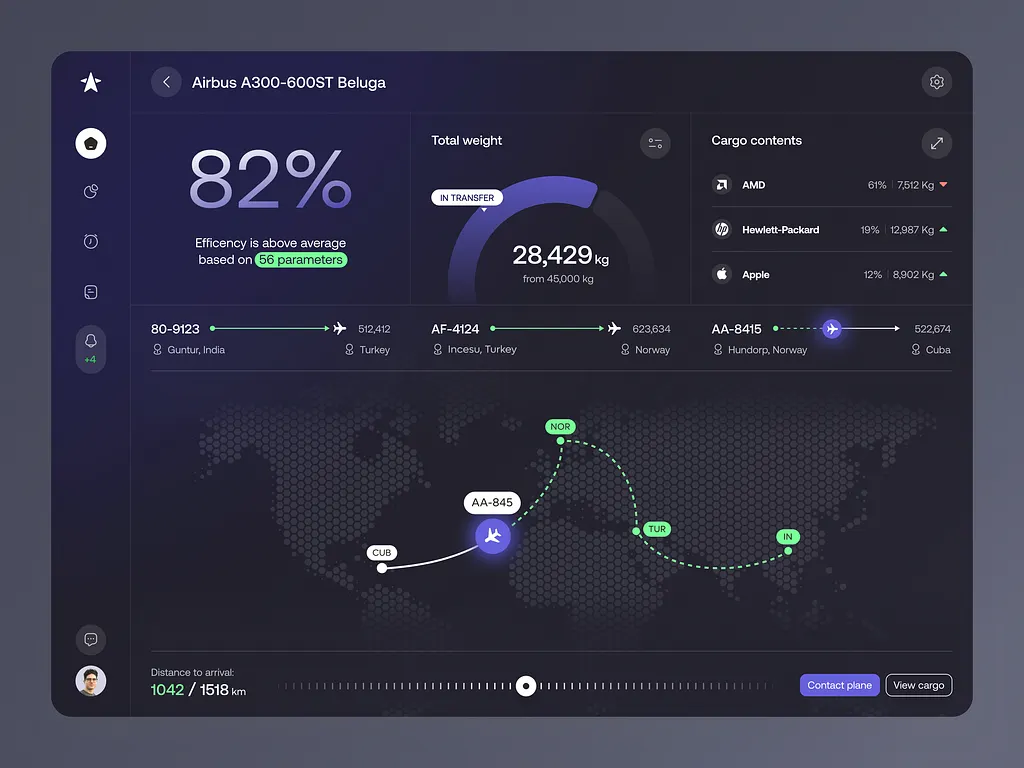 Airbus A300-600ST Beluga
82%
Efficency is above average
based on 56 parameters
Total weight
IN TRANSFER
28,429 kg
from 45,000 kg
Cargo contents
AMD 61% 7,512 Kg
hp Hewlett-Packard 19% 12,987 Kg
Apple 12% 8,902 Kg
+4
80-9123 512,412
Guntur, India Turkey
AF-4124 623,634
Incesu, Turkey Norway
AA-8415 522,674
Hundorp, Norway Cuba
NOR
AA-845
TUR
IN
CUB
Distance to arrival:
1042 / 1518 km
Contact plane
View cargo